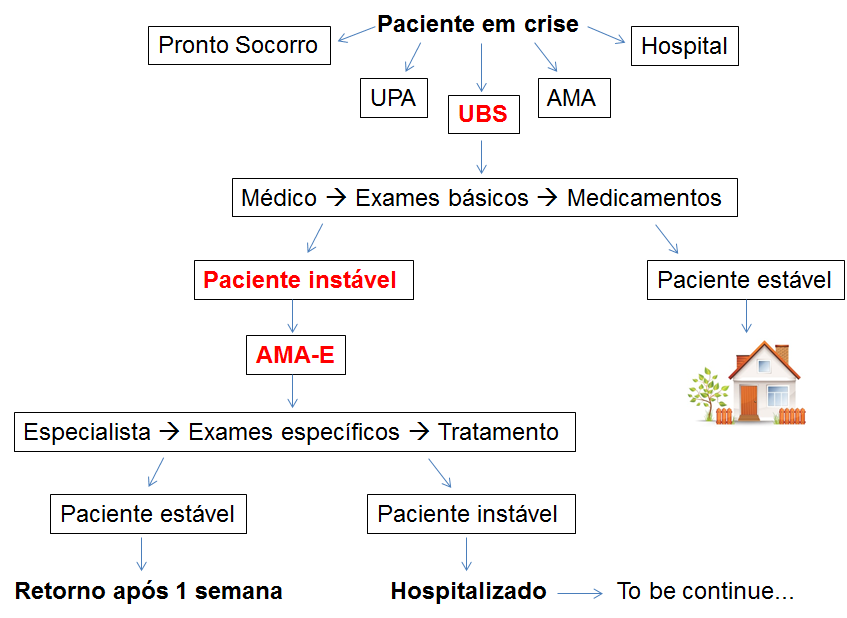 Paciente em crise
Pronto Socorro
Hospital
UPA
UBS
AMA
Médico → Exames básicos → Medicamentos
Paciente instável
Paciente estável
AMA-E
Especialista → Exames específicos → Tratamento
Paciente estável
Paciente instável
Retorno após 1 semana
Hospitalizado
To be continue...